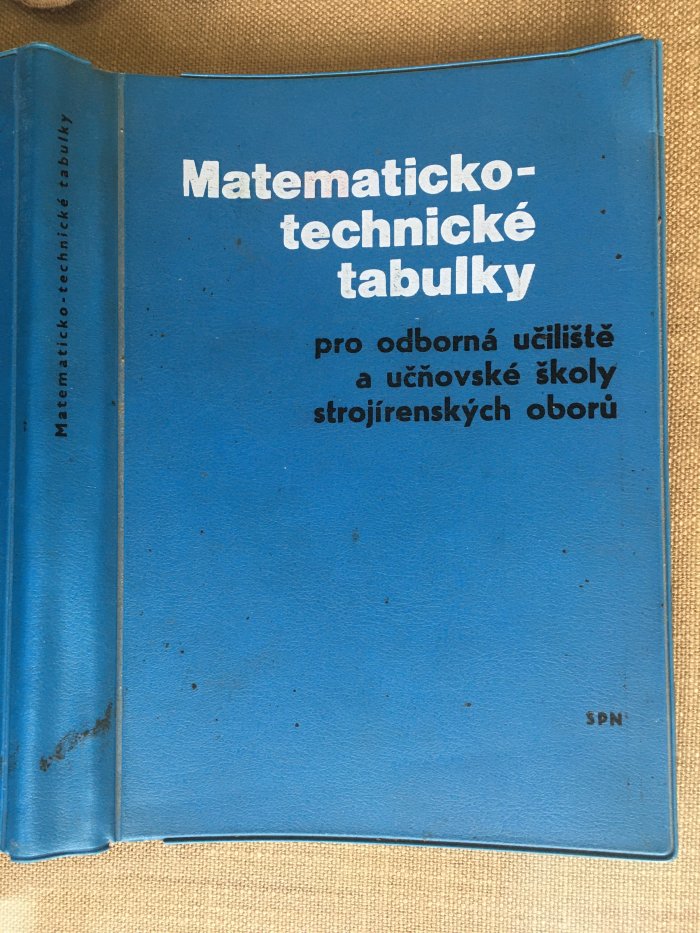 Matematicko-technické tabulky
Matematicko-
technické
tabulky
pro odborná učiliště
a učňovské školy
strojírenských oborů
SPN